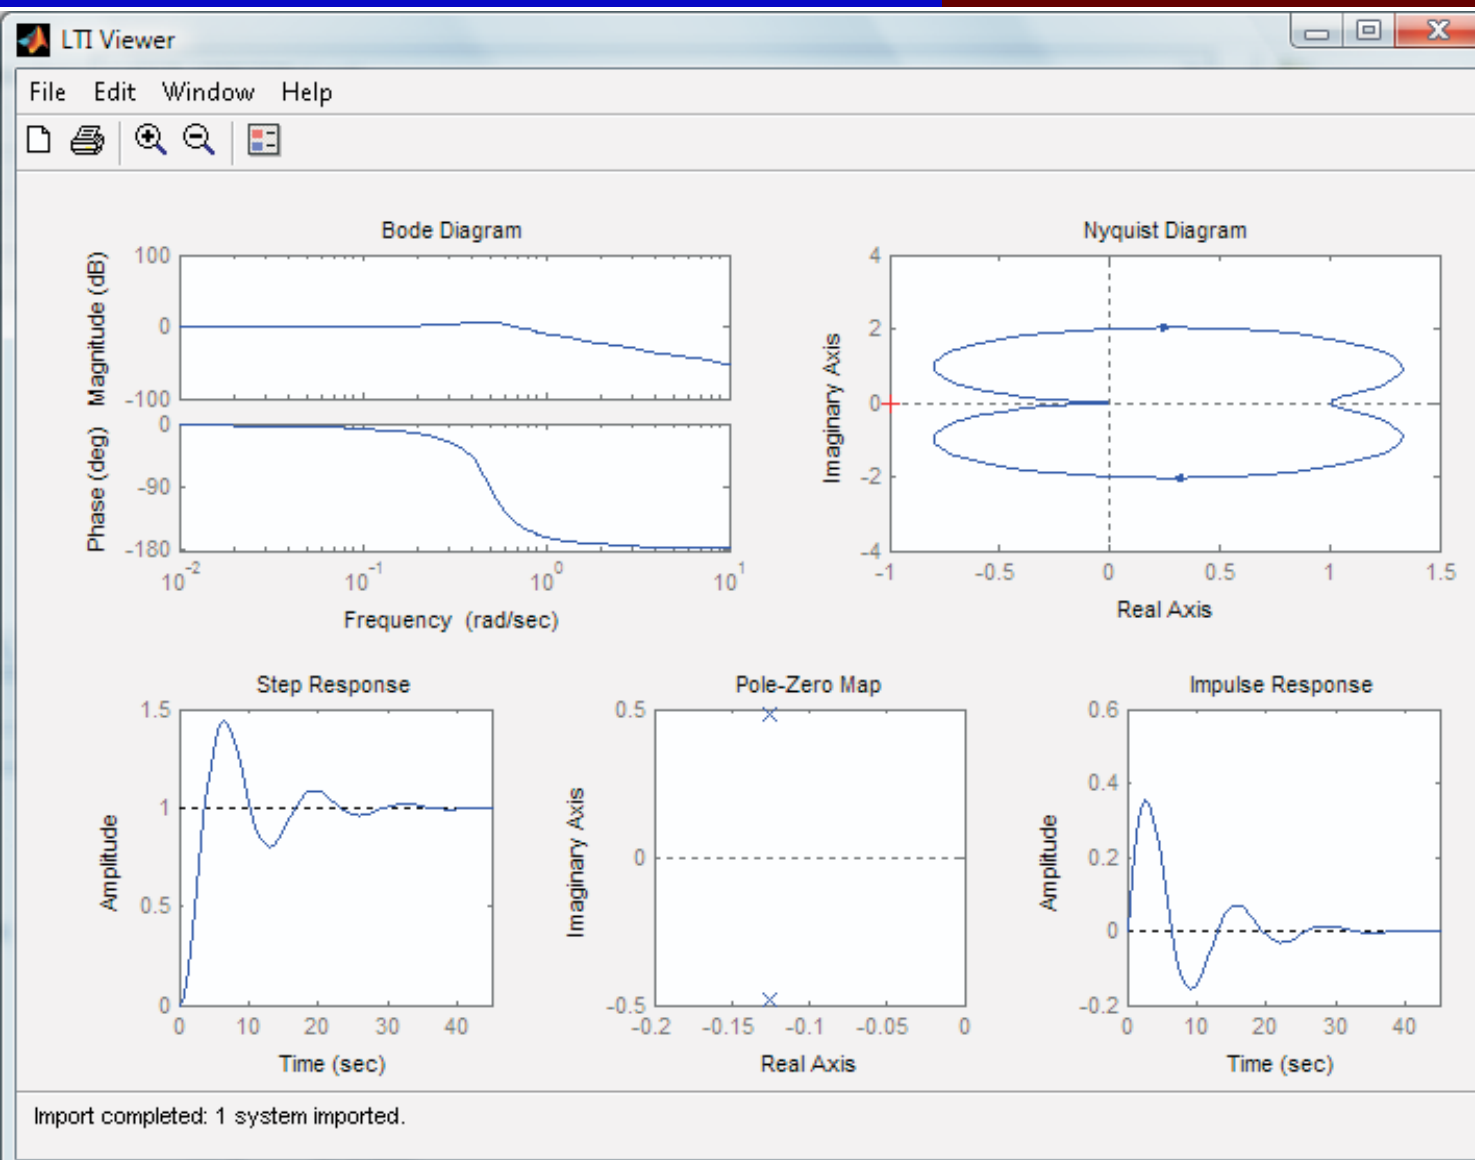 LTI Viewer
File Edit Window Help
Bode Diagram
Magnitude (dB)
100
0
-100
Phase (deg)
0
-90
-180
10^-2 10^-1 10^0 10^1
Frequency (rad/sec)
Nyquist Diagram
Imaginary Axis
4
2
0
-2
-4
-1 -0.5 0 0.5 1 1.5
Real Axis
Step Response
Amplitude
1.5
1
0.5
0
0 10 20 30 40
Time (sec)
Pole-Zero Map
Imaginary Axis
0.5
0
-0.5
-0.2 -0.15 -0.1 -0.05 0
Real Axis
Impulse Response
Amplitude
0.6
0.4
0.2
0
-0.2
0 10 20 30 40
Time (sec)
Import completed: 1 system imported.